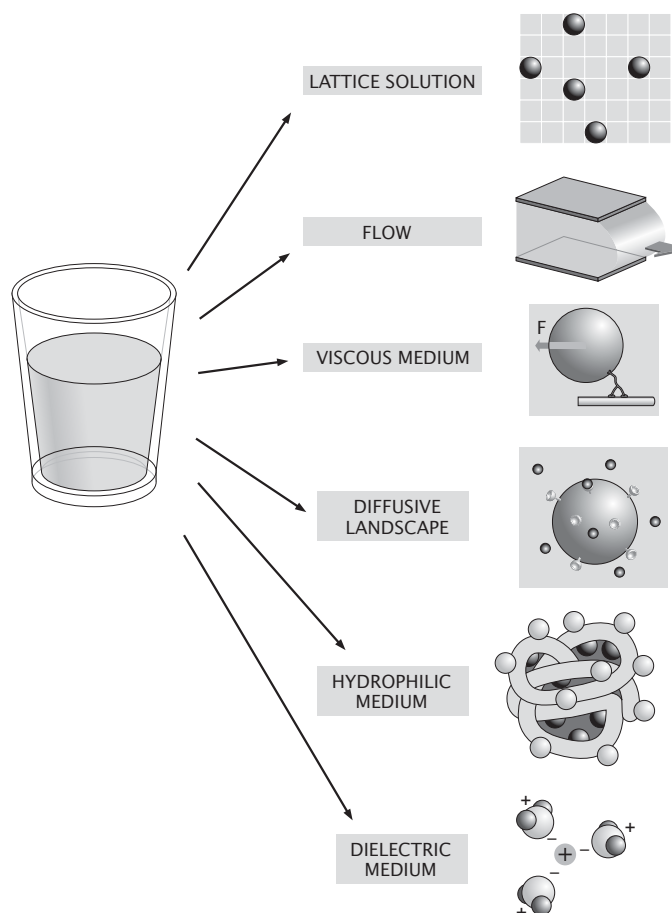 LATTICE SOLUTION
FLOW
F
VISCOUS MEDIUM
DIFFUSIVE
LANDSCAPE
HYDROPHILIC
MEDIUM
+
−
+
−
+
−
+
DIELECTRIC
MEDIUM